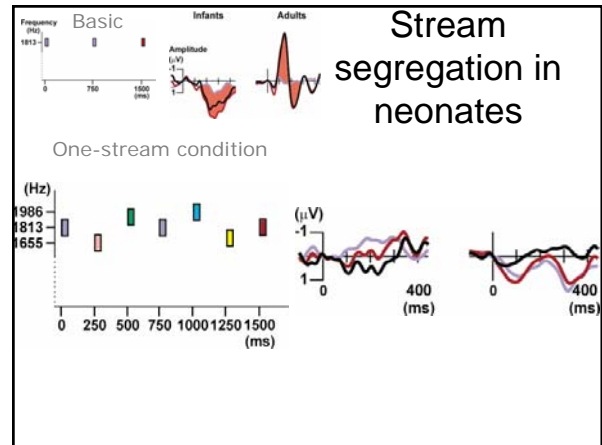 Basic
Stream
segregation in
neonates
Frequency
(Hz)
1813
0 750 1500
(ms)
Infants
Adults
Amplitude
(μV)
-1
1
One-stream condition
(Hz)
1986
1813
1655
0 250 500 750 1000 1250 1500
(ms)
(μV)
-1
1
0 400
(ms)
0 400
(ms)